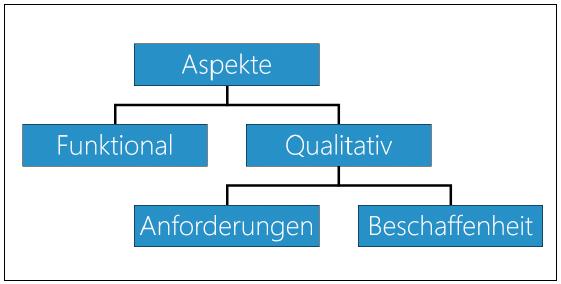 Aspekte
Funktional
Qualitativ
Anforderungen
Beschaffenheit